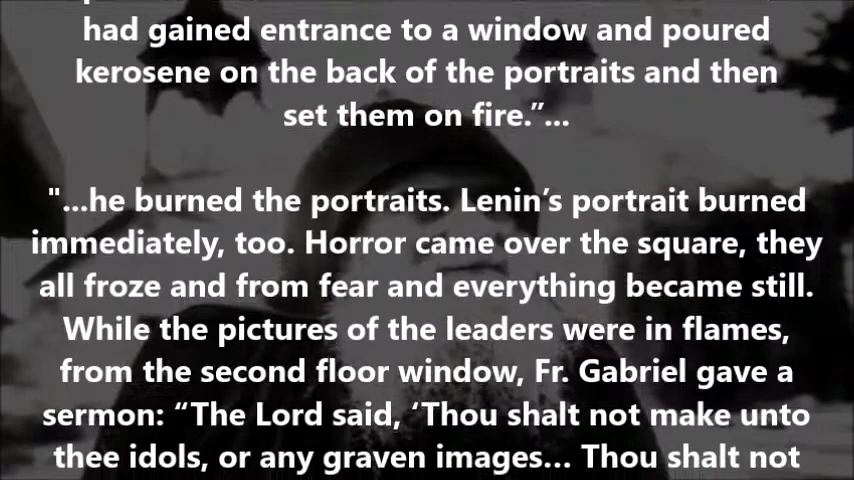 had gained entrance to a window and poured
kerosene on the back of the portraits and then
set them on fire.”...
"...he burned the portraits. Lenin’s portrait burned
immediately, too. Horror came over the square, they
all froze and from fear and everything became still.
While the pictures of the leaders were in flames,
from the second floor window, Fr. Gabriel gave a
sermon: “The Lord said, ‘Thou shalt not make unto
thee idols, or any graven images... Thou shalt not